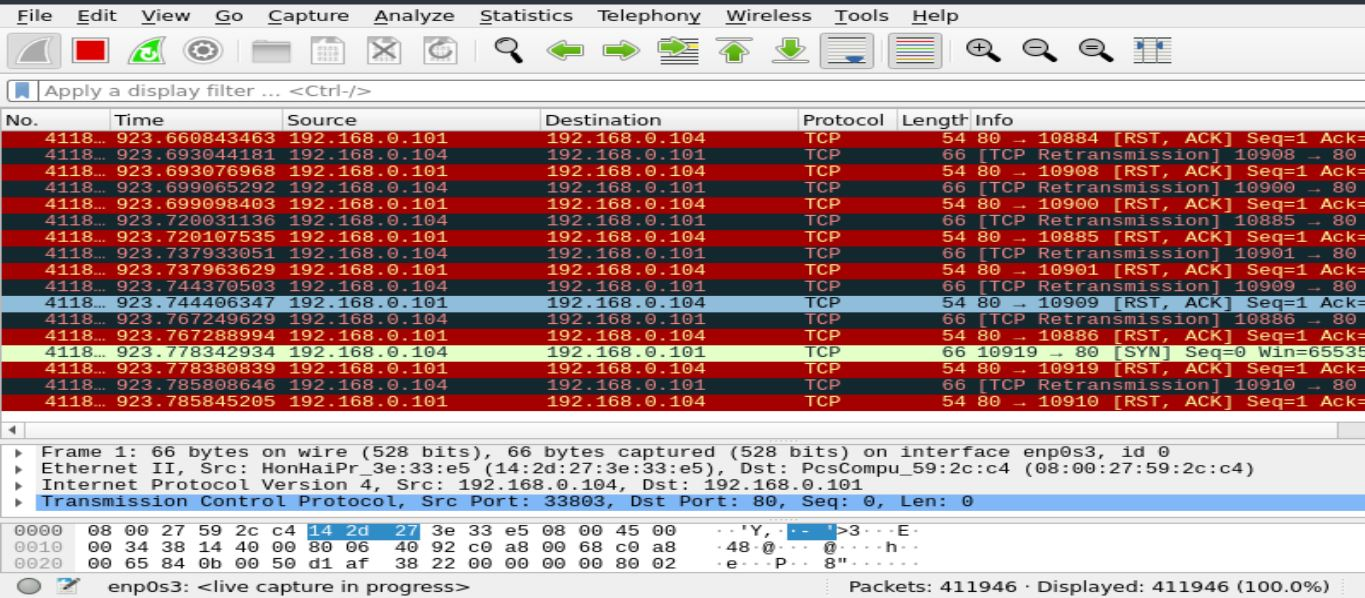 File Edit View Go Capture Analyze Statistics Telephony Wireless Tools Help
Apply a display filter ... <Ctrl-/>
No. Time Source Destination Protocol Length Info
4118… 923.660843463 192.168.0.101 192.168.0.104 TCP 54 80 → 10884 [RST, ACK] Seq=1 Ack=
4118… 923.693044181 192.168.0.104 192.168.0.101 TCP 66 [TCP Retransmission] 10908 → 80
4118… 923.693076968 192.168.0.101 192.168.0.104 TCP 54 80 → 10908 [RST, ACK] Seq=1 Ack=
4118… 923.699065292 192.168.0.104 192.168.0.101 TCP 66 [TCP Retransmission] 10900 → 80
4118… 923.699098403 192.168.0.101 192.168.0.104 TCP 54 80 → 10900 [RST, ACK] Seq=1 Ack=
4118… 923.720031136 192.168.0.104 192.168.0.101 TCP 66 [TCP Retransmission] 10885 → 80
4118… 923.720107535 192.168.0.101 192.168.0.104 TCP 54 80 → 10885 [RST, ACK] Seq=1 Ack=
4118… 923.737933051 192.168.0.104 192.168.0.101 TCP 66 [TCP Retransmission] 10901 → 80
4118… 923.737963629 192.168.0.101 192.168.0.104 TCP 54 80 → 10901 [RST, ACK] Seq=1 Ack=
4118… 923.744370503 192.168.0.104 192.168.0.101 TCP 66 [TCP Retransmission] 10909 → 80
4118… 923.744406347 192.168.0.101 192.168.0.104 TCP 54 80 → 10909 [RST, ACK] Seq=1 Ack=
4118… 923.767249629 192.168.0.104 192.168.0.101 TCP 66 [TCP Retransmission] 10886 → 80
4118… 923.767288994 192.168.0.101 192.168.0.104 TCP 54 80 → 10886 [RST, ACK] Seq=1 Ack=
4118… 923.778342934 192.168.0.104 192.168.0.101 TCP 66 10919 → 80 [SYN] Seq=0 Win=65535
4118… 923.778380839 192.168.0.101 192.168.0.104 TCP 54 80 → 10919 [RST, ACK] Seq=1 Ack=
4118… 923.785808646 192.168.0.104 192.168.0.101 TCP 66 [TCP Retransmission] 10910 → 80
4118… 923.785845205 192.168.0.101 192.168.0.104 TCP 54 80 → 10910 [RST, ACK] Seq=1 Ack=
Frame 1: 66 bytes on wire (528 bits), 66 bytes captured (528 bits) on interface enp0s3, id 0
Ethernet II, Src: HonHaiPr_3e:33:e5 (14:2d:27:3e:33:e5), Dst: PcsCompu_59:2c:c4 (08:00:27:59:2c:c4)
Internet Protocol Version 4, Src: 192.168.0.104, Dst: 192.168.0.101
Transmission Control Protocol, Src Port: 33803, Dst Port: 80, Seq: 0, Len: 0
0000 08 00 27 59 2c c4 14 2d 27 3e 33 e5 08 00 45 00 ··'Y,··-'>3···E·
0010 00 34 38 14 40 00 80 06 40 92 c0 a8 00 68 c0 a8 ·48·@···@····h··
0020 00 65 84 0b 00 50 d1 af 38 22 00 00 00 00 80 02 ·e···P··8"······
enp0s3: <live capture in progress> Packets: 411946 · Displayed: 411946 (100.0%)